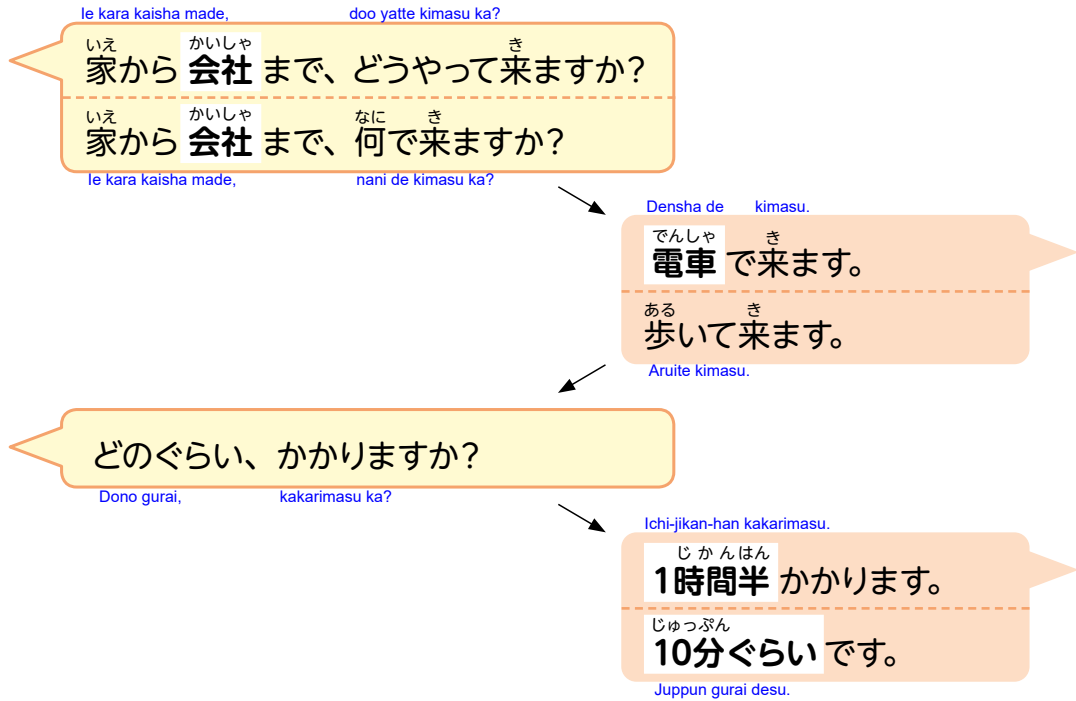 Ie kara kaisha made, doo yatte kimasu ka?
いえ かいしゃ き
家から 会社 まで、どうやって来ますか?
いえ かいしゃ なに き
家から 会社 まで、何で来ますか?
Ie kara kaisha made, nani de kimasu ka?
Densha de kimasu.
でんしゃ き
電車 で来ます。
ある き
歩いて来ます。
Aruite kimasu.
どのぐらい、かかりますか?
Dono gurai, kakarimasu ka?
Ichi-jikan-han kakarimasu.
じかんはん
1時間半 かかります。
じゅっぷん
10分ぐらい です。
Juppun gurai desu.